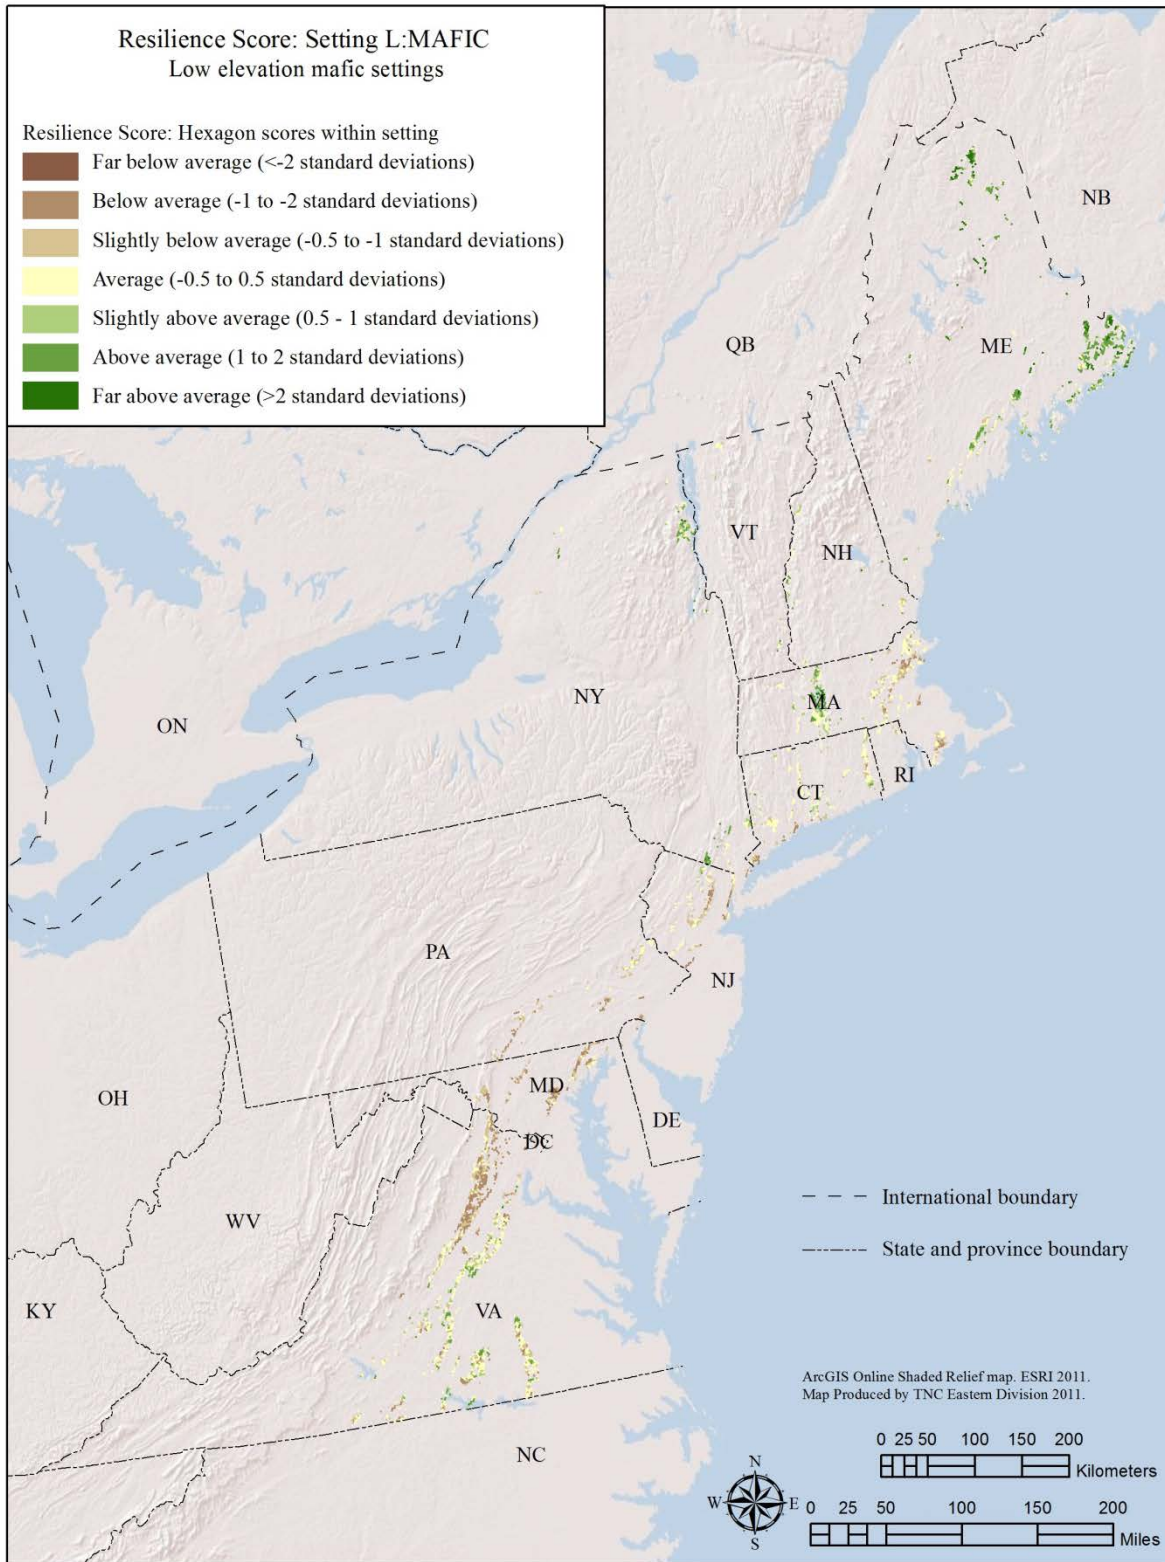 Resilience Score: Setting L:MAFIC
Low elevation mafic settings
Resilience Score: Hexagon scores within setting
Far below average (<-2 standard deviations)
Below average (-1 to -2 standard deviations)
Slightly below average (-0.5 to -1 standard deviations)
Average (-0.5 to 0.5 standard deviations)
Slightly above average (0.5 - 1 standard deviations)
Above average (1 to 2 standard deviations)
Far above average (>2 standard deviations)
NB
QB
ME
VT
NH
NY
MA
ON
CT
RI
PA
NJ
OH
MD
DE
DC
WV
KY
VA
NC
International boundary
State and province boundary
ArcGIS Online Shaded Relief map. ESRI 2011.
Map Produced by TNC Eastern Division 2011.
0 25 50 100 150 200
Kilometers
N
W E
S
0 25 50 100 150 200
Miles